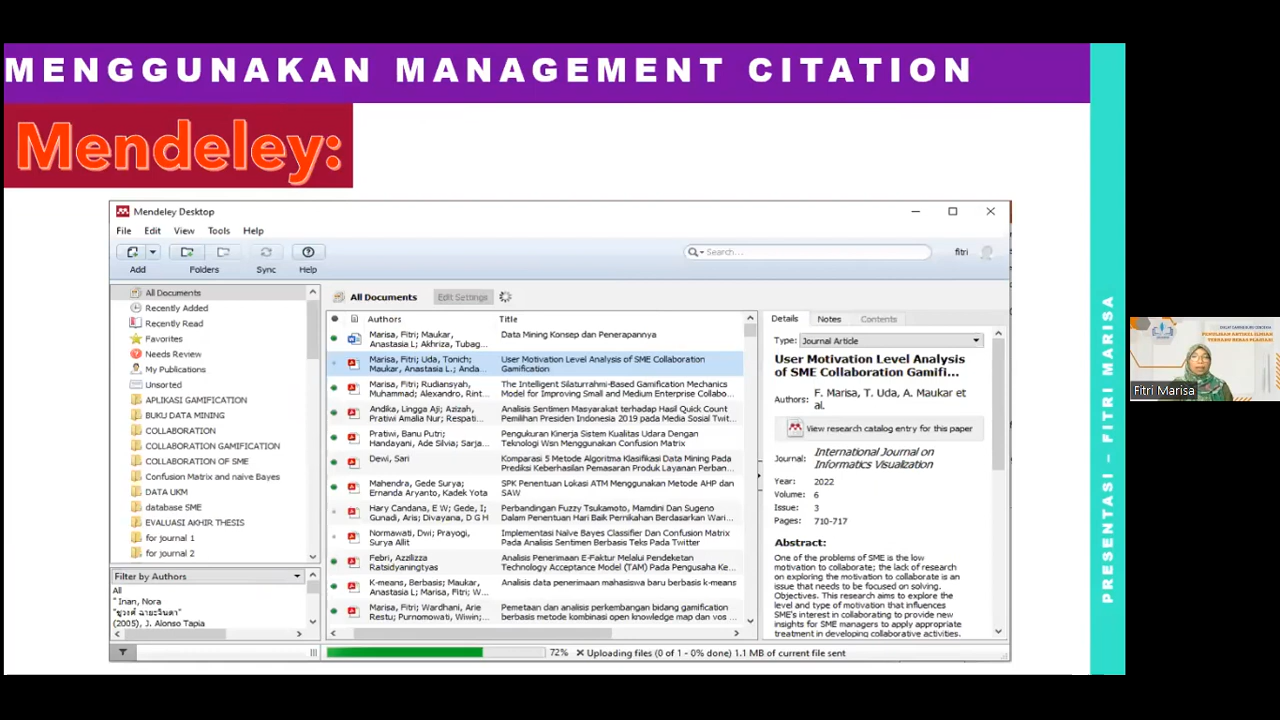 MENGGUNAKAN MANAGEMENT CITATION
Mendeley:
Mendeley Desktop
File Edit View Tools Help
Search...
fitri
Add Folders Sync Help
All Documents
Recently Added
Recently Read
Favorites
Needs Review
My Publications
Unsorted
APLIKASI GAMIFICATION
BUKU DATA MINING
COLLABORATION
COLLABORATION GAMIFICATION
COLLABORATION OF SME
Confusion Matrix and naive Bayes
DATA UKM
database SME
EVALUASI AKHIR THESIS
for journal 1
for journal 2
Filter by Authors
All
" Inan, Nora
(2005), J. Alonso Tapia
All Documents Edit Settings
Authors Title
Marisa, Fitri; Maukar, Data Mining Konsep dan Penerapannya
Anastasia L; Akhriza, Tubag...
Marisa, Fitri; Uda, Tonich; User Motivation Level Analysis of SME Collaboration
Maukar, Anastasia L.; Anda... Gamification
Marisa, Fitri; Rudiansyah, The Intelligent Silaturrahmi-Based Gamification Mechanics
Muhammad; Alexandro, Rint... Model for Improving Small and Medium Enterprise Collabo...
Andika, Lingga Aji; Azizah, Analisis Sentimen Masyarakat terhadap Hasil Quick Count
Pratiwi Amalia Nur; Respati... Pemilihan Presiden Indonesia 2019 pada Media Sosial Twit...
Pratiwi, Banu Putri; Pengukuran Kinerja Sistem Kualitas Udara Dengan
Handayani, Ade Silvia; Sarja... Teknologi Wsn Menggunakan Confusion Matrix
Dewi, Sari Komparasi 5 Metode Algoritma Klasifikasi Data Mining Pada
Prediksi Keberhasilan Pemasaran Produk Layanan Perban...
Mahendra, Gede Surya; SPK Penentuan Lokasi ATM Menggunakan Metode AHP dan
Ernanda Aryanto, Kadek Yota SAW
Hary Candana, E W; Gede, I; Perbandingan Fuzzy Tsukamoto, Mamdini Dan Sugeno
Gunadi, Aris; Divayana, D G H Dalam Penentuan Hari Baik Pernikahan Berdasarkan Wari...
Normawati, Dwi; Prayogi, Implementasi Naïve Bayes Classifier Dan Confusion Matrix
Surya Allit Pada Analisis Sentimen Berbasis Teks Pada Twitter
Febri, Azzilizza Analisis Penerimaan E-Faktur Melalui Pendeketan
Ratsidyaningtyas Technology Acceptance Model (TAM) Pada Pengusaha Ke...
K-means, Berbasis; Maukar, Analisis data penerimaan mahasiswa baru berbasis k-means
Anastasia L; Marisa, Fitri; W...
Marisa, Fitri; Wardhani, Arie Pemetaan dan analisis perkembangan bidang gamification
Restu; Purnomowati, Wiwin; berbasis metode kombinasi open knowledge map dan vos ...
Details Notes Contents
Type: Journal Article
User Motivation Level Analysis
of SME Collaboration Gamifi...
Authors: F. Marisa, T. Uda, A. Maukar et
al.
View research catalog entry for this paper
Journal: International Journal on
Informatics Visualization
Year: 2022
Volume: 6
Issue: 3
Pages: 710-717
Abstract:
One of the problems of SME is the low
motivation to collaborate; the lack of research
on exploring the motivation to collaborate is an
issue that needs to be focused on solving.
Objectives. This research aims to explore the
level and type of motivation that influences
SME's interest in collaborating to provide new
insights for SME managers to apply appropriate
treatment in developing collaborative activities.
72% Uploading files (0 of 1 - 0% done) 1.1 MB of current file sent
PRESENTASI – FITRI MARISA
Fitri Marisa